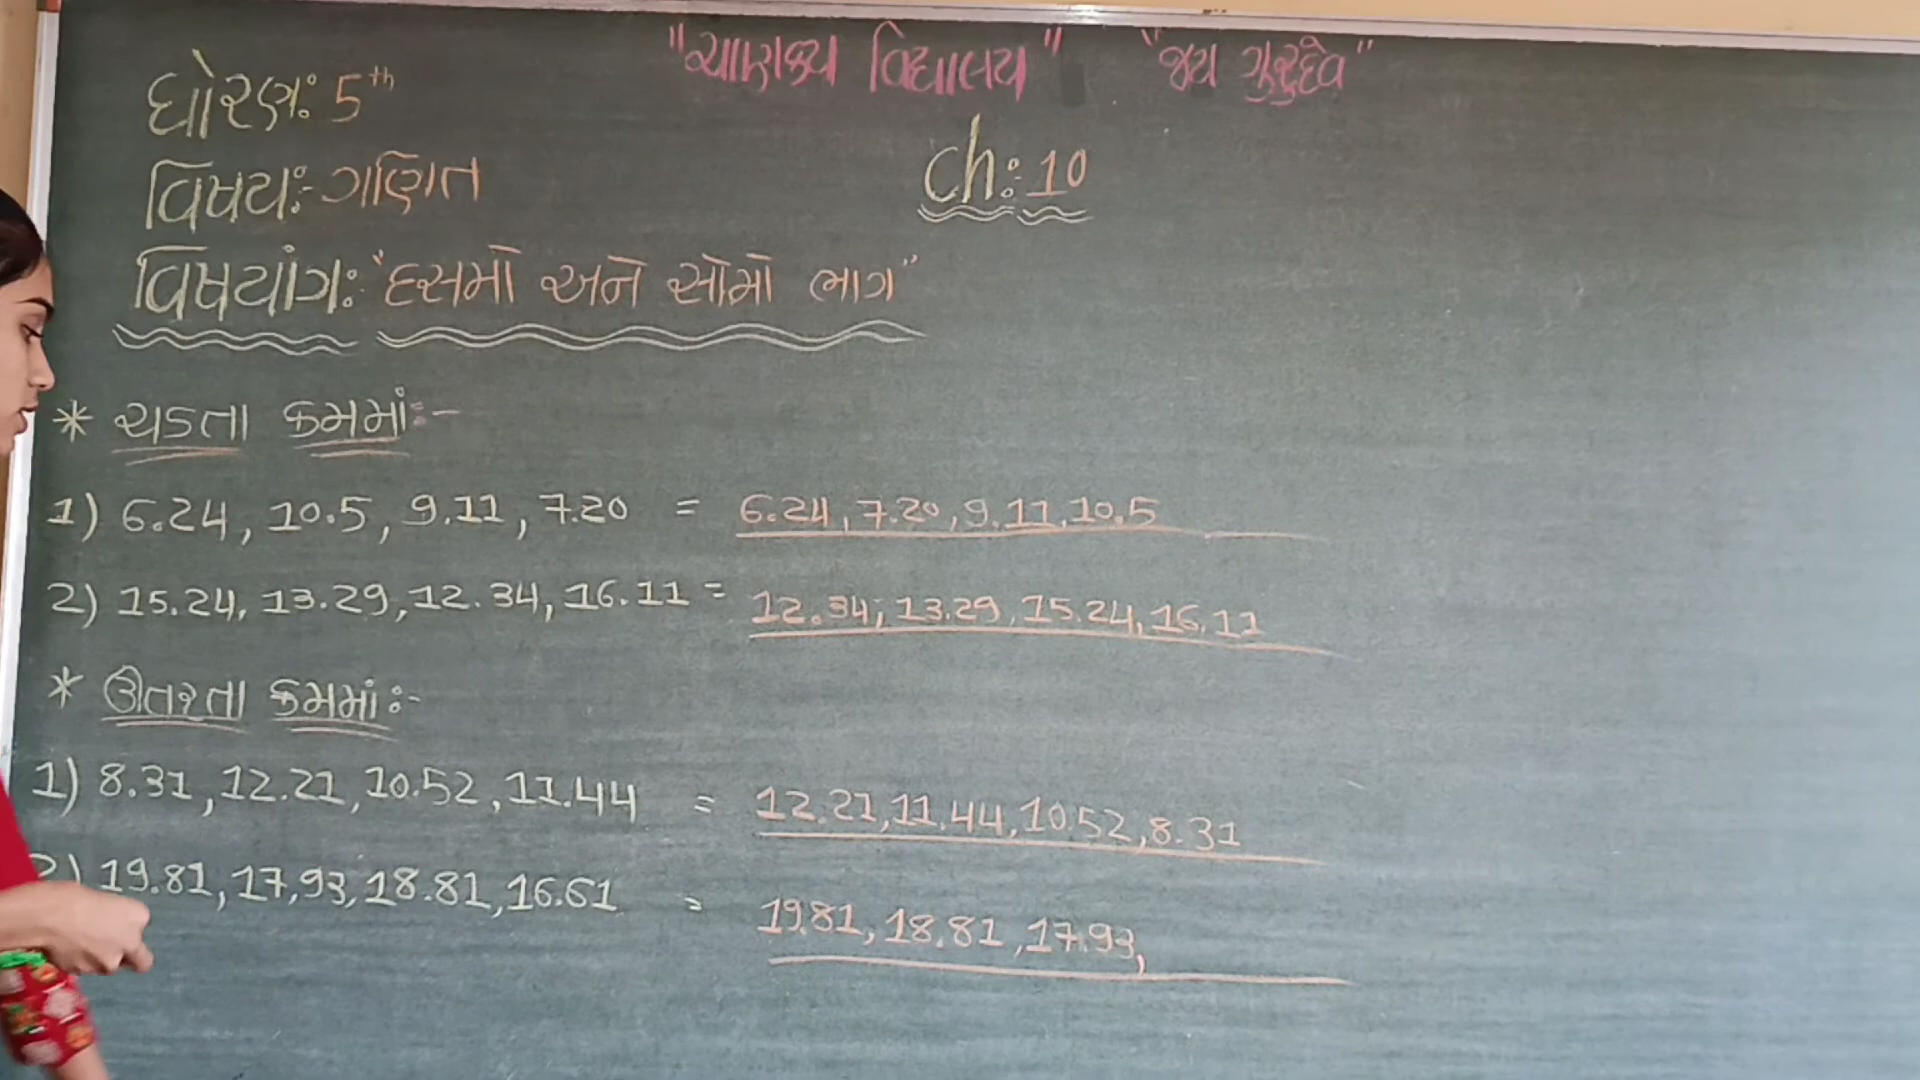 "ચાણક્ય વિદ્યાલય" "જય ગુરુદેવ"
ધોરણ: 5th
વિષય:- ગણિત
Ch:- 10
વિષયાંગ: "દસમો અને સોમો ભાગ"
* ચડતા ક્રમમાં:-
1) 6.24, 10.5, 9.11, 7.20 = 6.24, 7.20, 9.11, 10.5
2) 15.24, 13.29, 12.34, 16.11 = 12.34, 13.29, 15.24, 16.11
* ઊતરતા ક્રમમાં:-
1) 8.31, 12.21, 10.52, 11.44 = 12.21, 11.44, 10.52, 8.31
2) 19.81, 17.93, 18.81, 16.61 = 19.81, 18.81, 17.93,